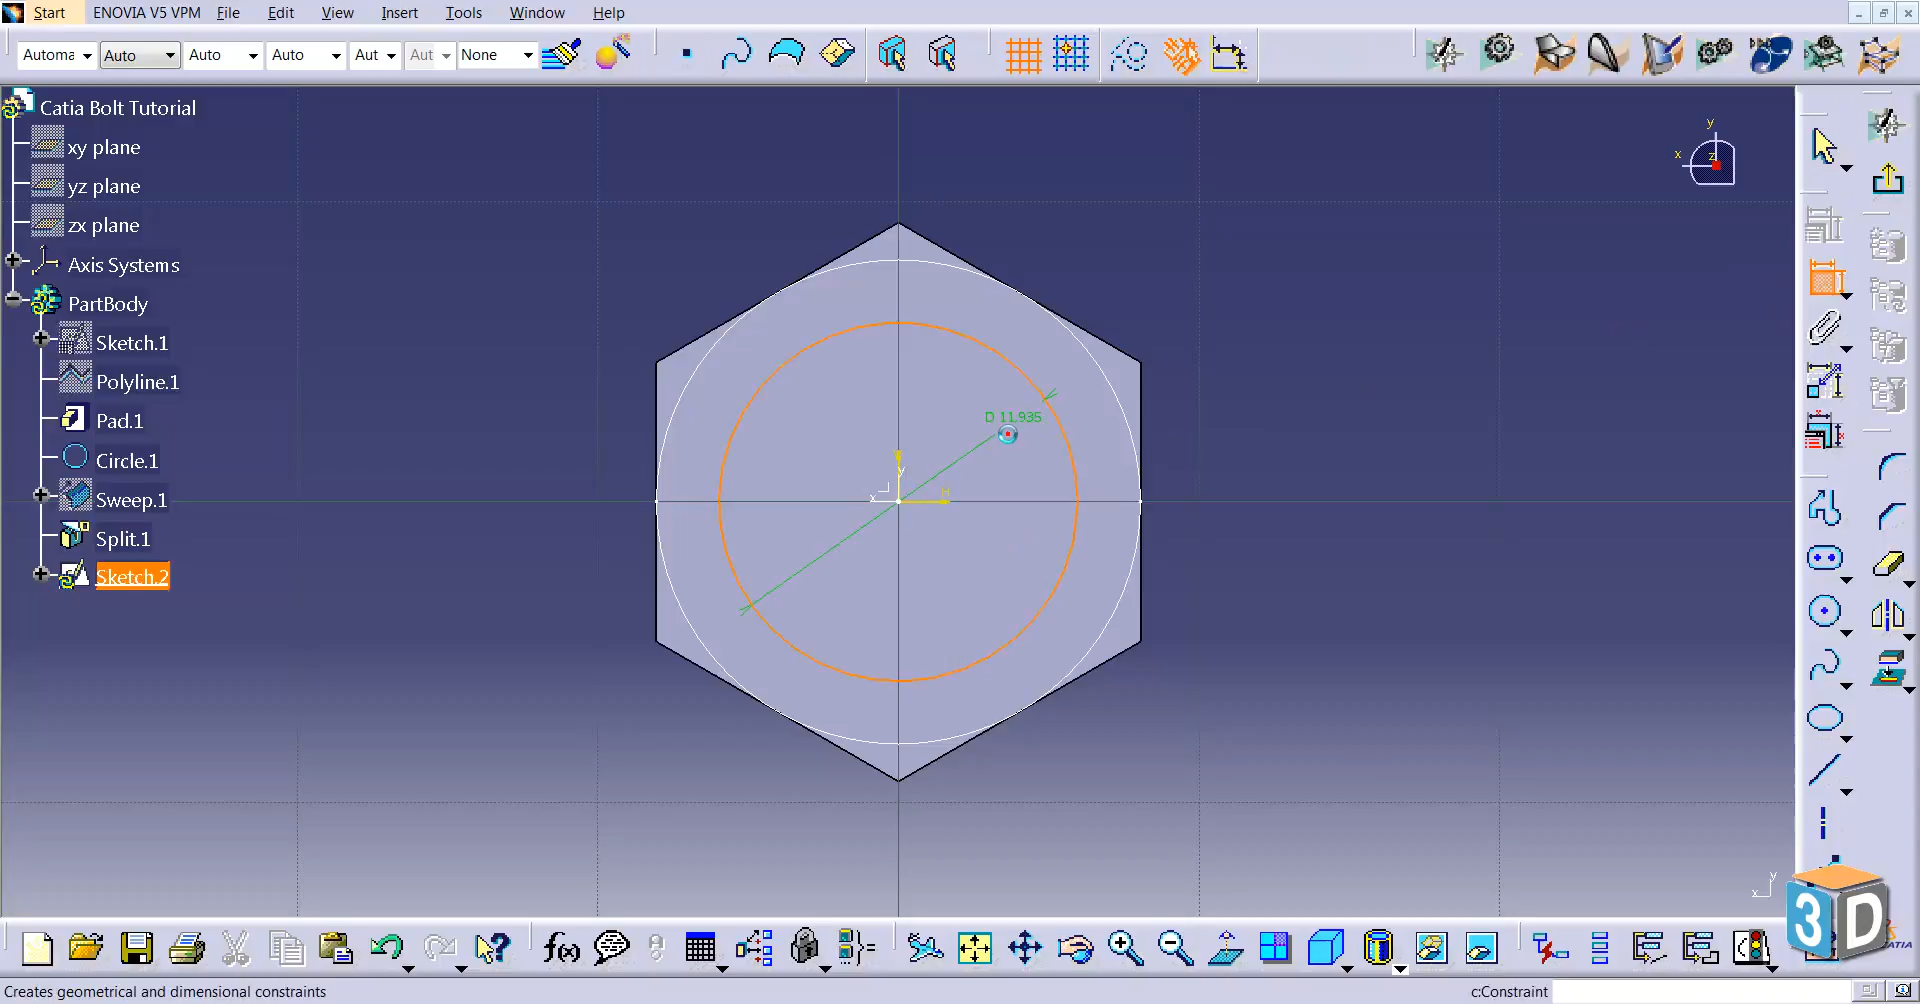 Start ENOVIA V5 VPM File Edit View Insert Tools Window Help
Automa Auto Auto Auto Aut Aut None
Catia Bolt Tutorial
xy plane
yz plane
zx plane
Axis Systems
PartBody
Sketch.1
Polyline.1
Pad.1
Circle.1
Sweep.1
Split.1
Sketch.2
D 11.935
y
x
H
y
x z
y
x
f(x)
3D
CATIA
Creates geometrical and dimensional constraints
c:Constraint